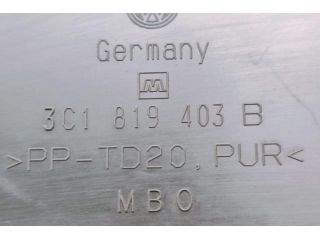 Germany
M
3C1 819 403 B
>PP-TD20, PUR<
MBO